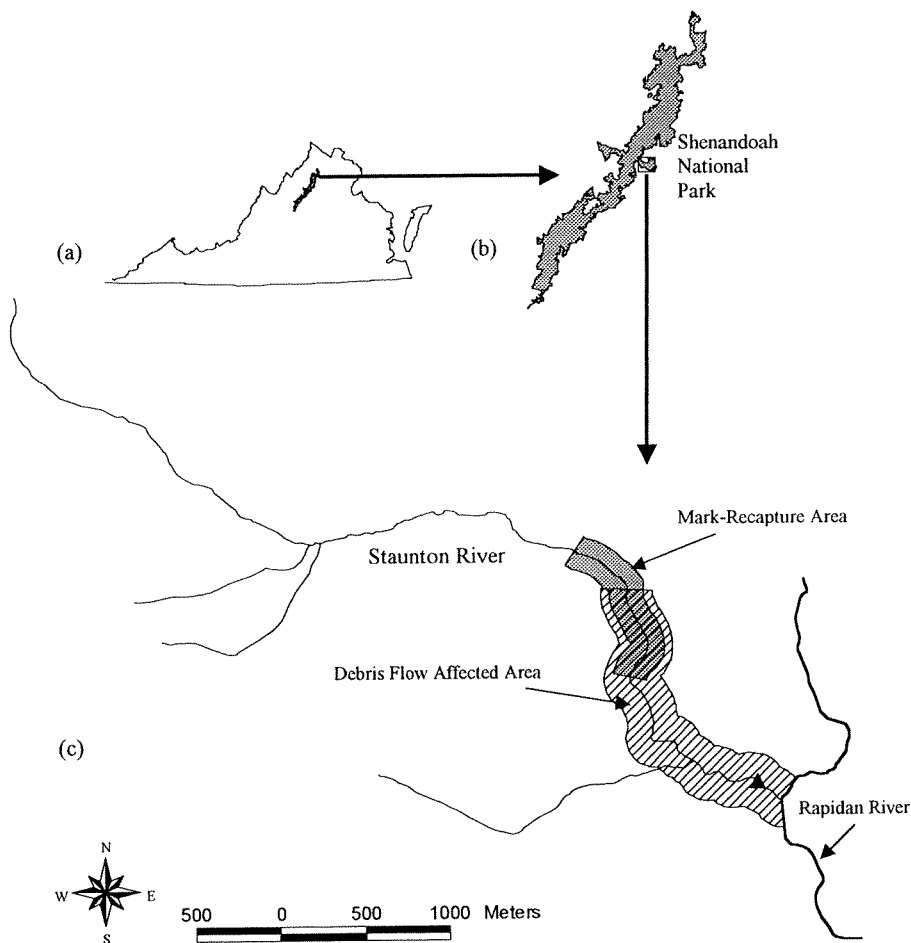 Shenandoah
National
Park
(a)
(b)
Mark-Recapture Area
Staunton River
Debris Flow Affected Area
(c)
Rapidan River
N
W
E
S
500 0 500 1000 Meters